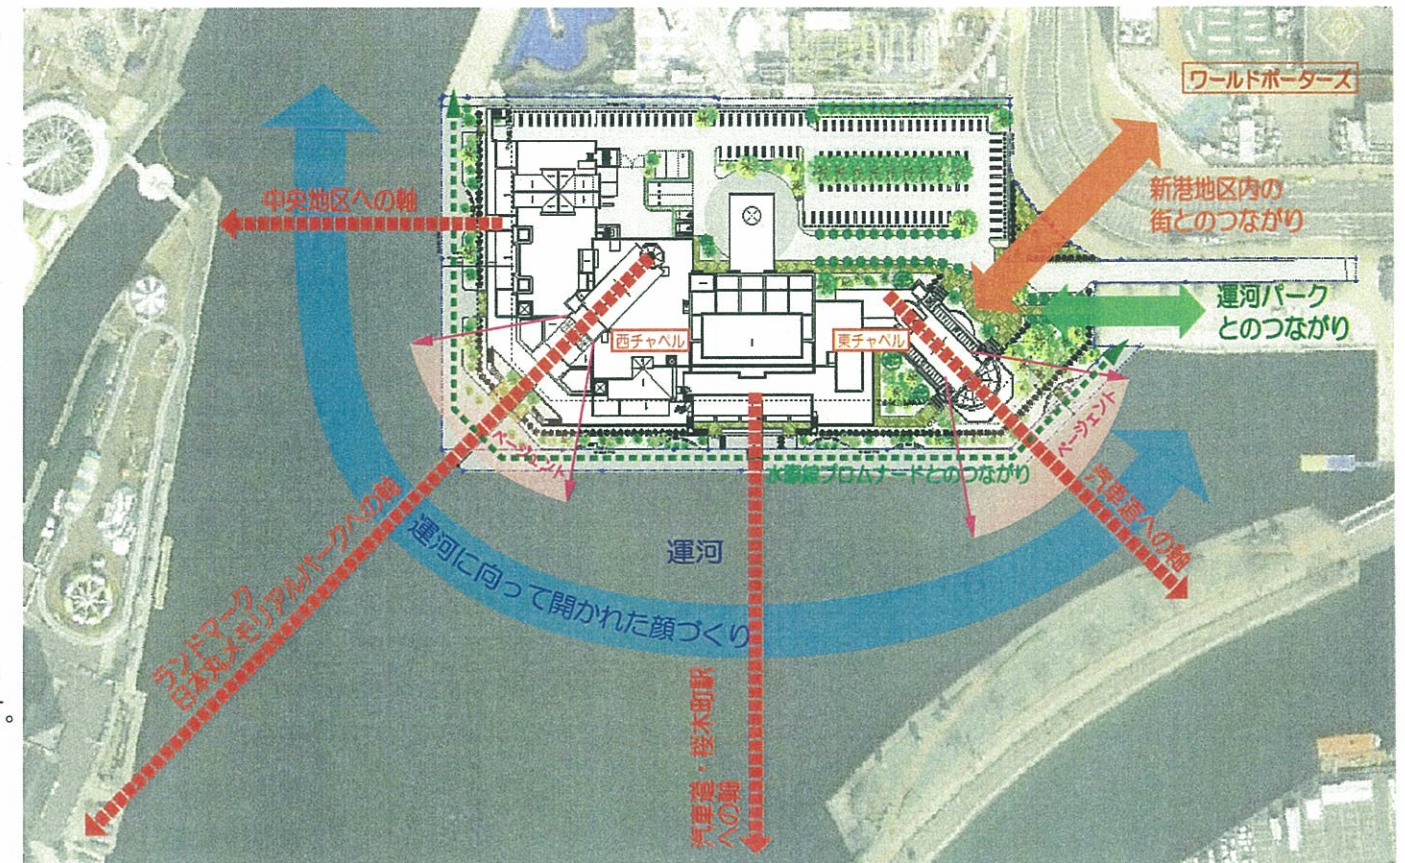 ワールドポーターズ
中央地区への軸
新港地区内の
街とのつながり
運河パーク
とのつながり
西チャペル
東チャペル
ページェント
ページェント
水際線プロムナードとのつながり
汽車道への軸
運河
運河に向って開かれた顔づくり
ランドマーク
日本丸メモリアルパークへの軸
汽車道・桜木町駅
への軸
。